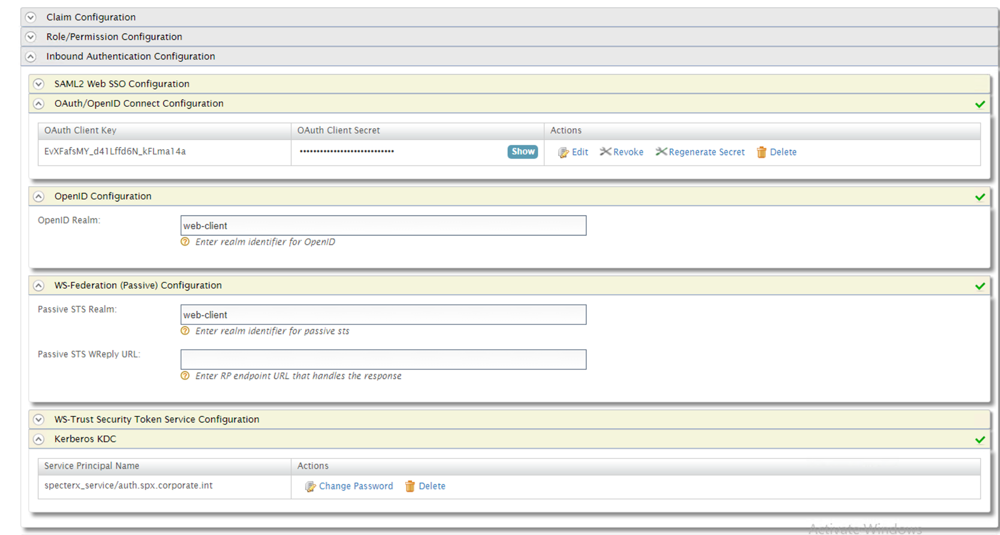 Claim Configuration
Role/Permission Configuration
Inbound Authentication Configuration
SAML2 Web SSO Configuration
OAuth/OpenID Connect Configuration
OAuth Client Key OAuth Client Secret Actions
EvXFafsMY_d41Lffd6N_kFLma14a •••••••••••••••••••••••••••• Show Edit Revoke Regenerate Secret Delete
OpenID Configuration
OpenID Realm: web-client
Enter realm identifier for OpenID
WS-Federation (Passive) Configuration
Passive STS Realm: web-client
Enter realm identifier for passive sts
Passive STS WReply URL:
Enter RP endpoint URL that handles the response
WS-Trust Security Token Service Configuration
Kerberos KDC
Service Principal Name Actions
specterx_service/auth.spx.corporate.int Change Password Delete
Activate Windows